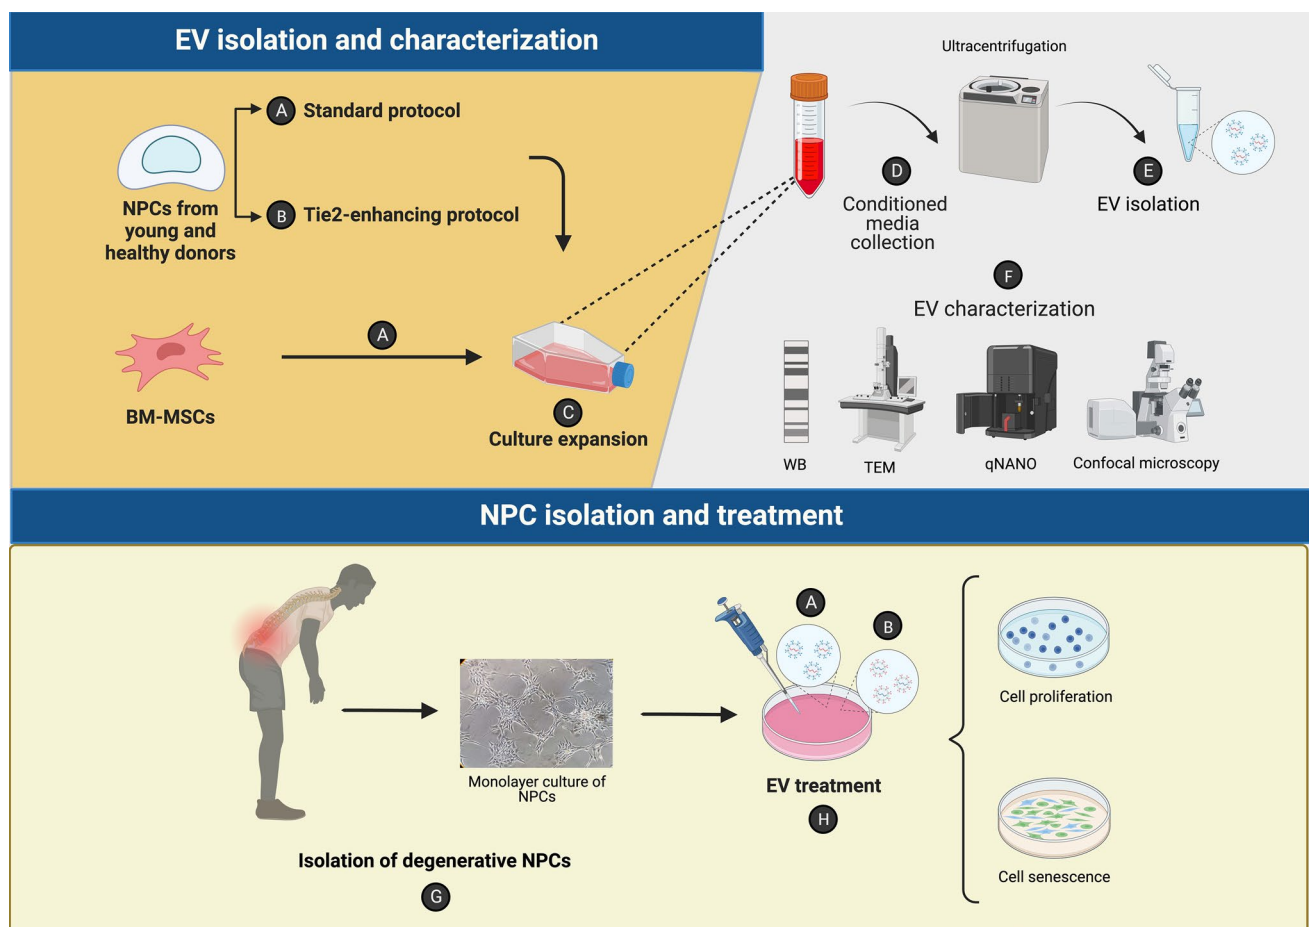 EV isolation and characterization
A Standard protocol
NPCs from
young and
healthy donors
B Tie2-enhancing protocol
A
BM-MSCs
C
Culture expansion
Ultracentrifugation
D
Conditioned
media
collection
E
EV isolation
F
EV characterization
WB
TEM
qNANO
Confocal microscopy
NPC isolation and treatment
Monolayer culture of
NPCs
Isolation of degenerative NPCs
G
A
B
EV treatment
H
Cell proliferation
Cell senescence